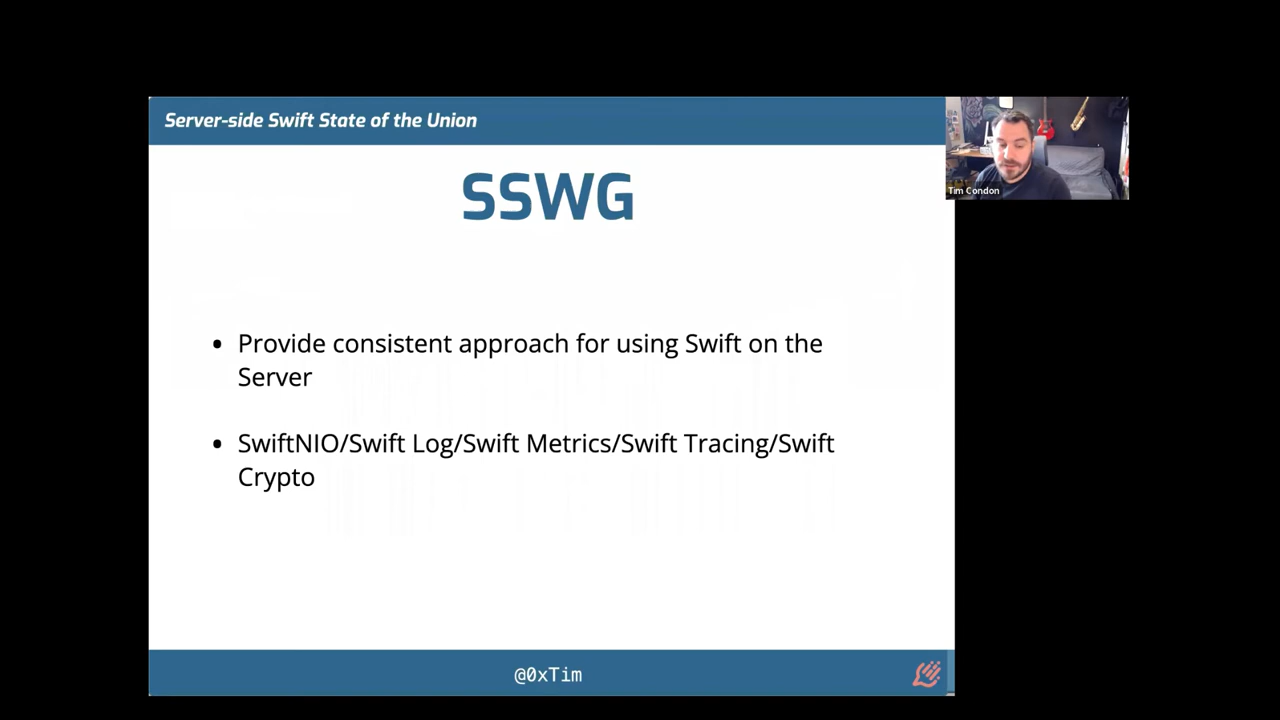 Server-side Swift State of the Union
Tim Condon
SSWG
• Provide consistent approach for using Swift on the
Server
• SwiftNIO/Swift Log/Swift Metrics/Swift Tracing/Swift
Crypto
@0xTim